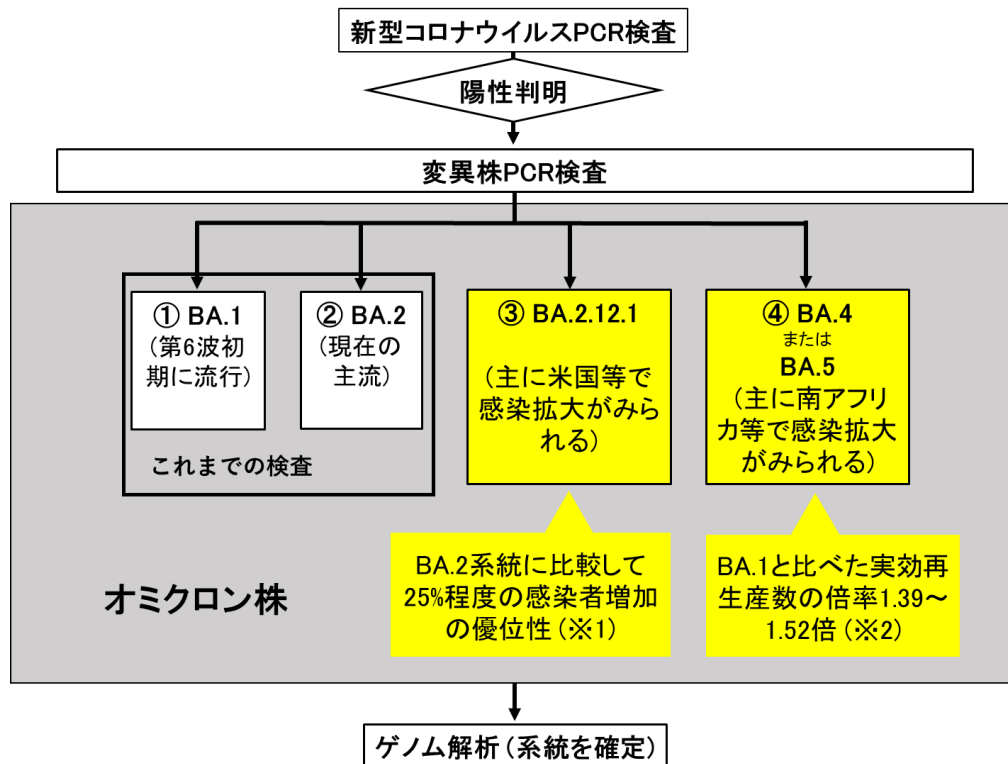 新型コロナウイルスPCR検査
陽性判明
変異株PCR検査
① BA.1
(第6波初
期に流行)
② BA.2
(現在の
主流)
これまでの検査
③ BA.2.12.1
(主に米国等で
感染拡大がみら
れる)
④ BA.4
または
BA.5
(主に南アフリ
カ等で感染拡大
がみられる)
オミクロン株
BA.2系統に比較して
25%程度の感染者増加
の優位性(※1)
BA.1と比べた実効再
生産数の倍率1.39～
1.52倍(※2)
ゲノム解析(系統を確定)